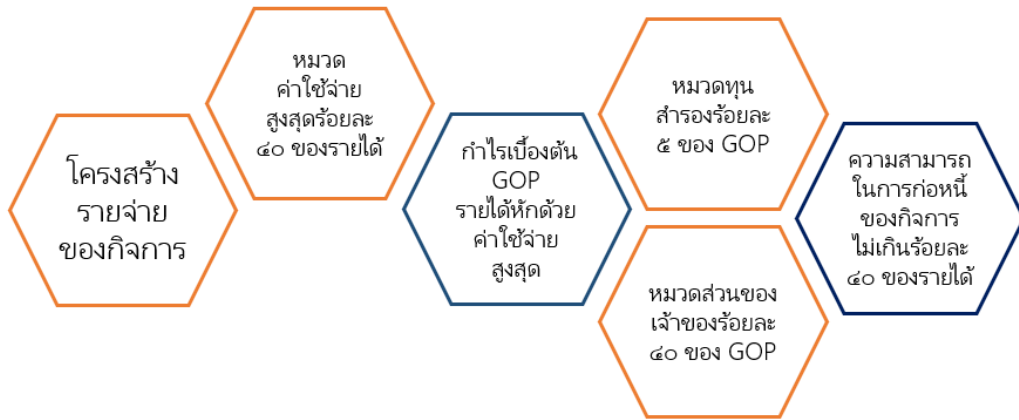 โครงสร้าง
รายจ่าย
ของกิจการ
หมวด
ค่าใช้จ่าย
สูงสุดร้อยละ
๔๐ ของรายได้
กำไรเบื้องต้น
GOP
รายได้หักด้วย
ค่าใช้จ่าย
สูงสุด
หมวดทุน
สำรองร้อยละ
๕ ของ GOP
หมวดส่วนของ
เจ้าของร้อยละ
๔๐ ของ GOP
ความสามารถ
ในการก่อหนี้
ของกิจการ
ไม่เกินร้อยละ
๔๐ ของรายได้